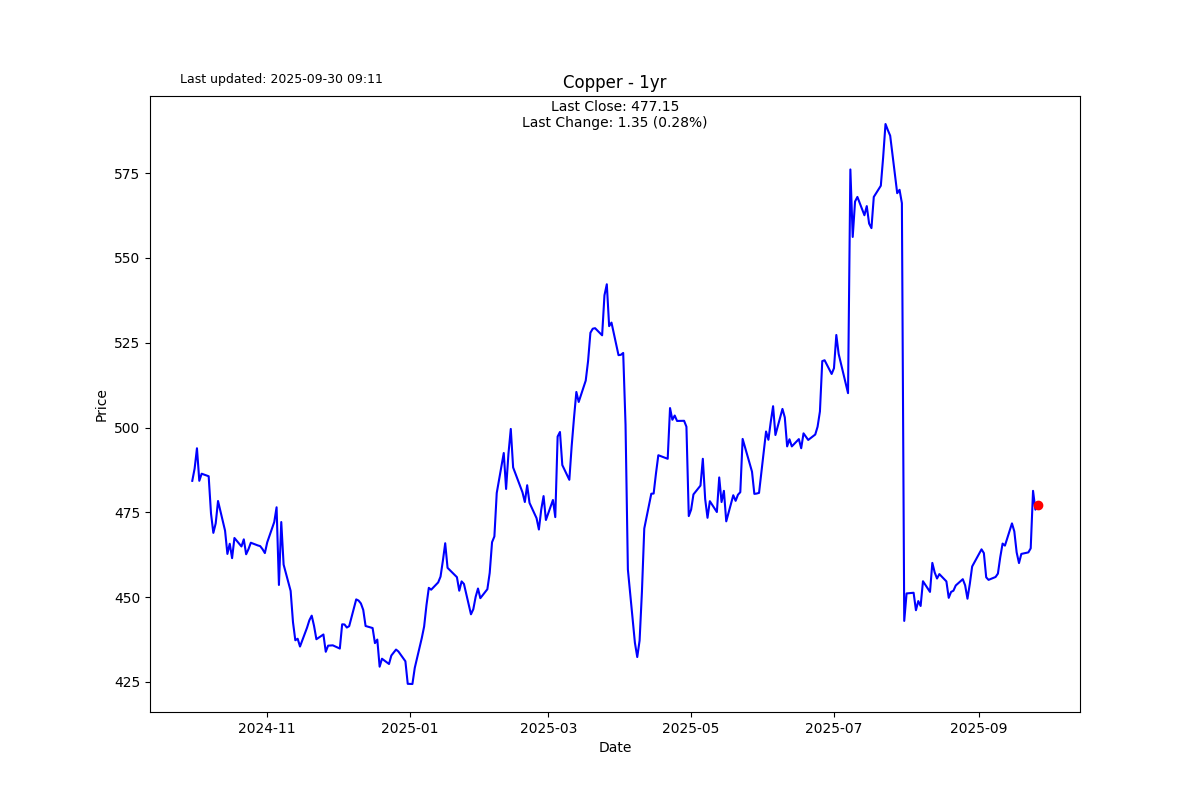 Last updated: 2025-09-30 09:11
Copper - 1yr
Last Close: 477.15
Last Change: 1.35 (0.28%)
575
550
525
500
475
450
425
Price
2024-11
2025-01
2025-03
2025-05
2025-07
2025-09
Date